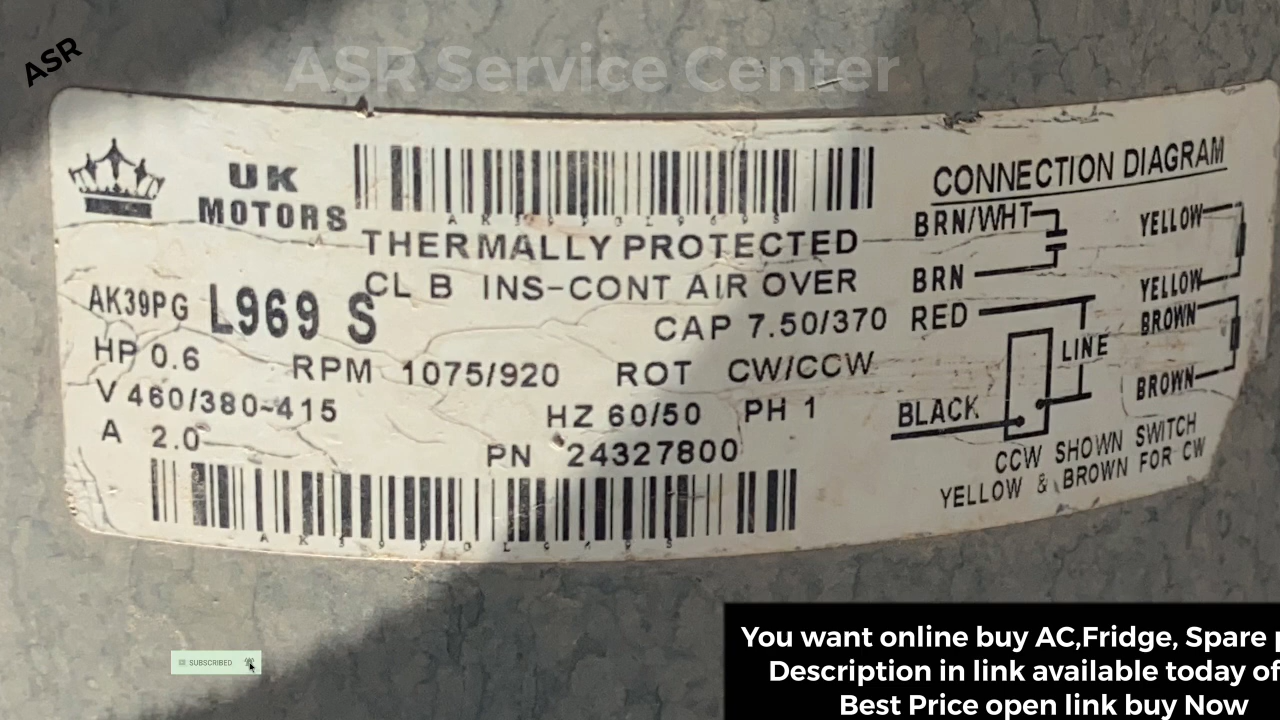 ASR
ASR Service Center
UK
MOTORS
THERMALLY PROTECTED
CL B INS-CONT AIR OVER
AK39PG L969 S
CAP 7.50/370
HP 0.6 RPM 1075/920 ROT CW/CCW
V 460/380~415 HZ 60/50 PH 1
A 2.0 PN 24327800
CONNECTION DIAGRAM
BRN/WHT
BRN
RED
LINE
BLACK
YELLOW
YELLOW
BROWN
BROWN
CCW SHOWN SWITCH
YELLOW & BROWN FOR CW
SUBSCRIBED
You want online buy AC,Fridge, Spare
Description in link available today of
Best Price open link buy Now